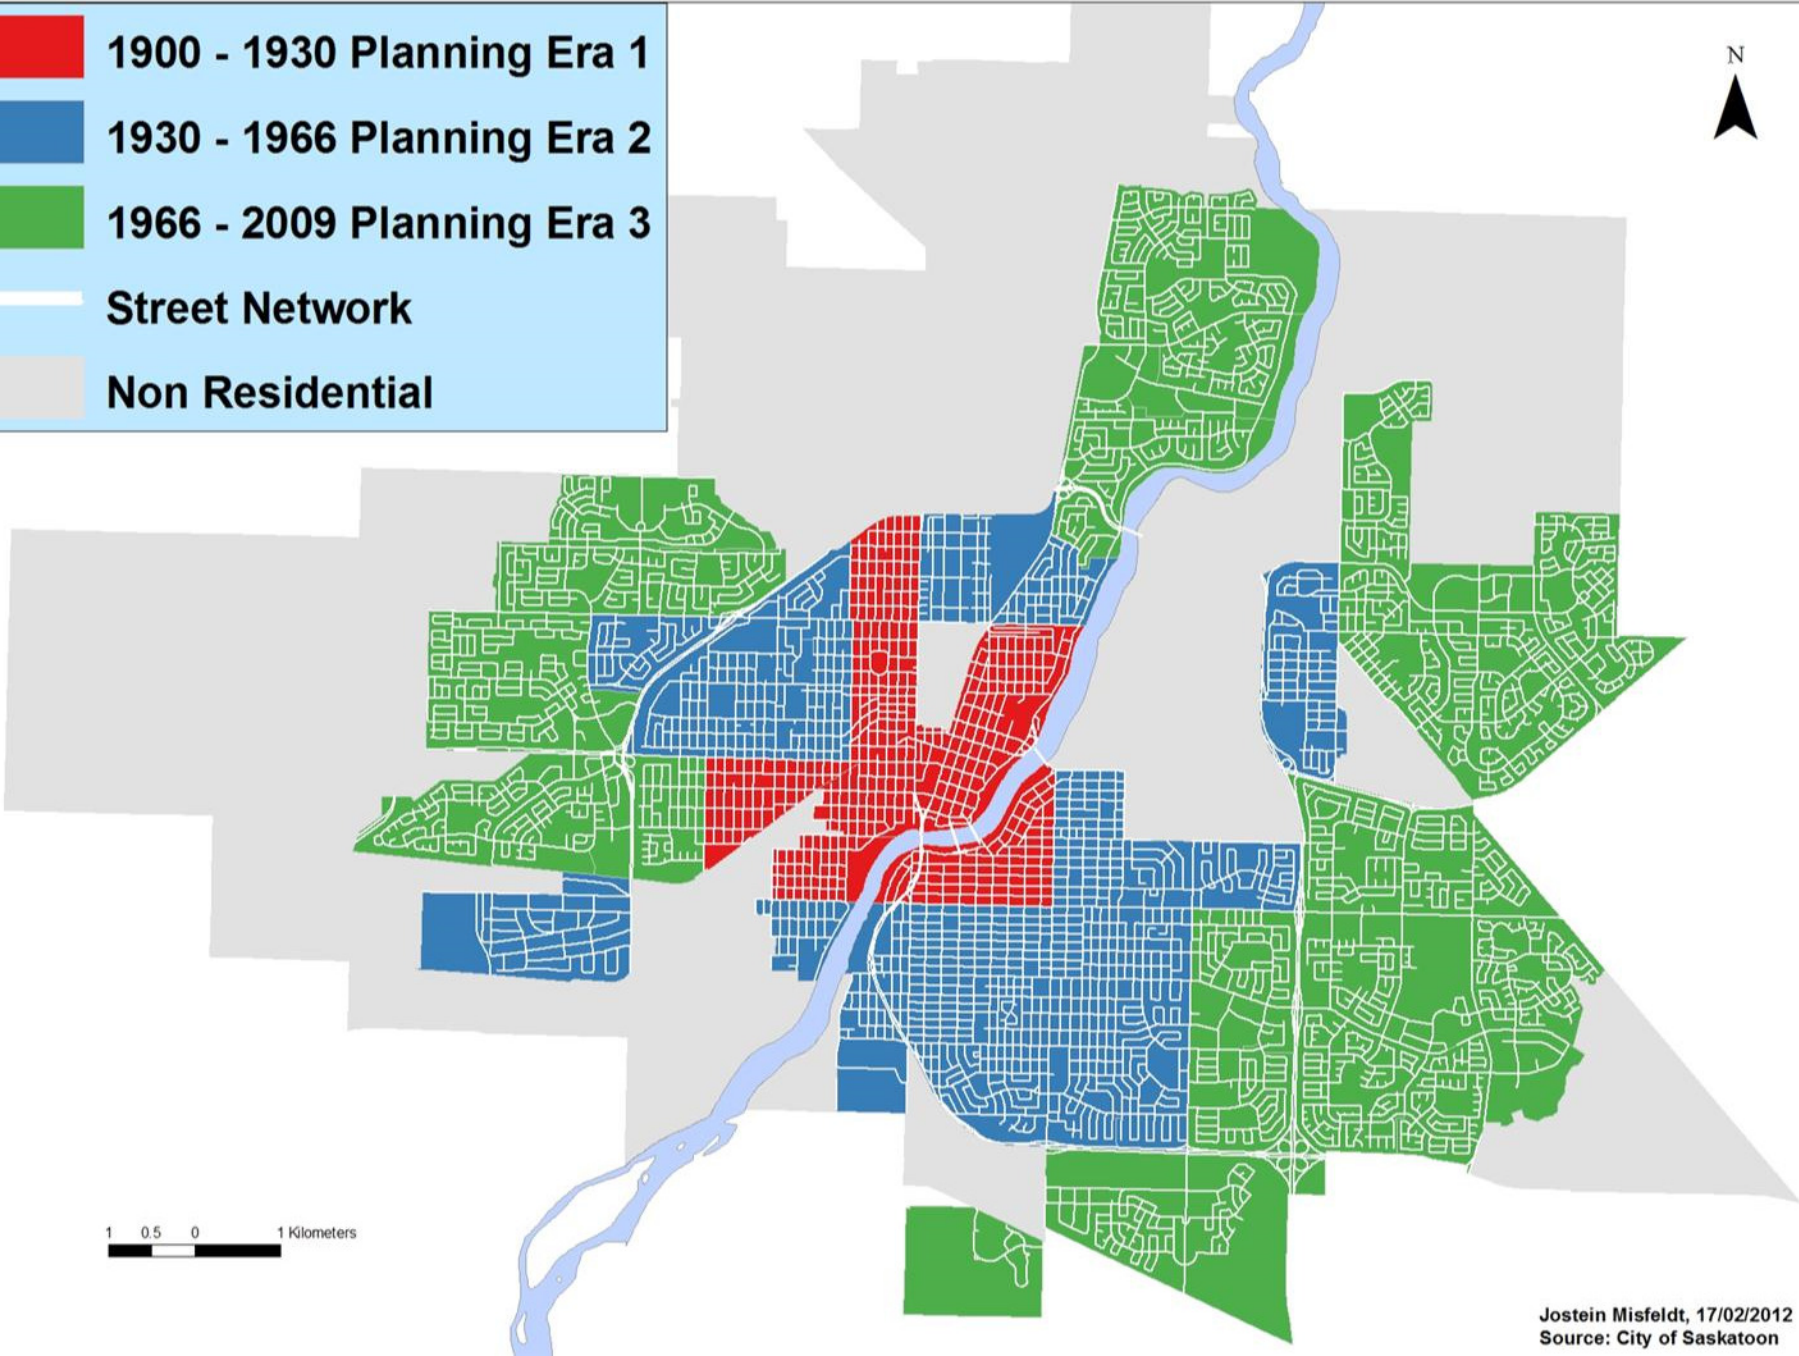 1900 - 1930 Planning Era 1
1930 - 1966 Planning Era 2
1966 - 2009 Planning Era 3
Street Network
Non Residential
N
1 0.5 0 1 Kilometers
Jostein Misfeldt, 17/02/2012
Source: City of Saskatoon